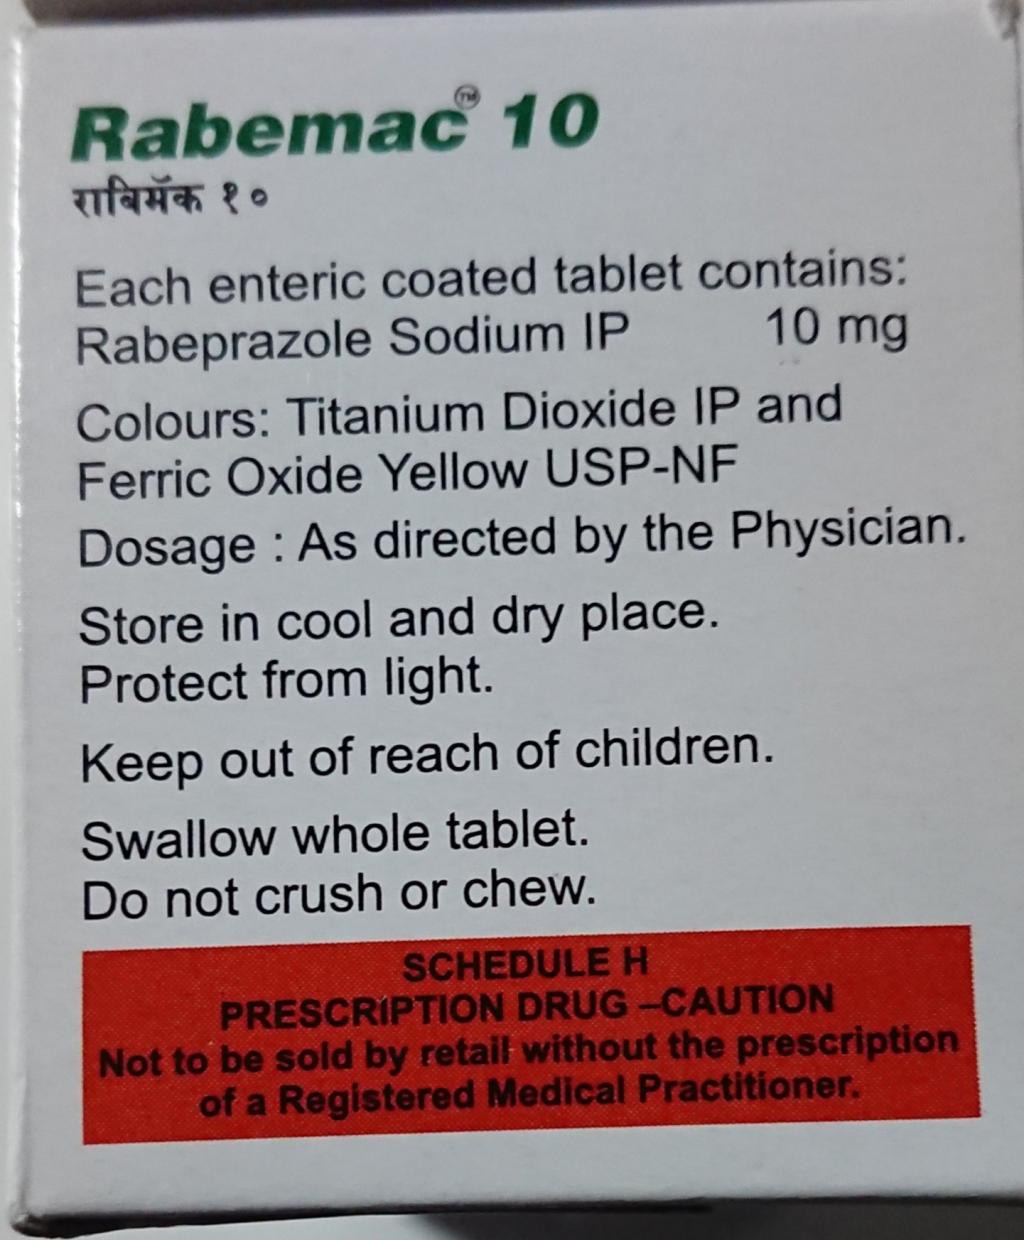 Rabemac™ 10
राबिमॅक १०
Each enteric coated tablet contains:
Rabeprazole Sodium IP 10 mg
Colours: Titanium Dioxide IP and
Ferric Oxide Yellow USP-NF
Dosage : As directed by the Physician.
Store in cool and dry place.
Protect from light.
Keep out of reach of children.
Swallow whole tablet.
Do not crush or chew.
SCHEDULE H
PRESCRIPTION DRUG –CAUTION
Not to be sold by retail without the prescription
of a Registered Medical Practitioner.